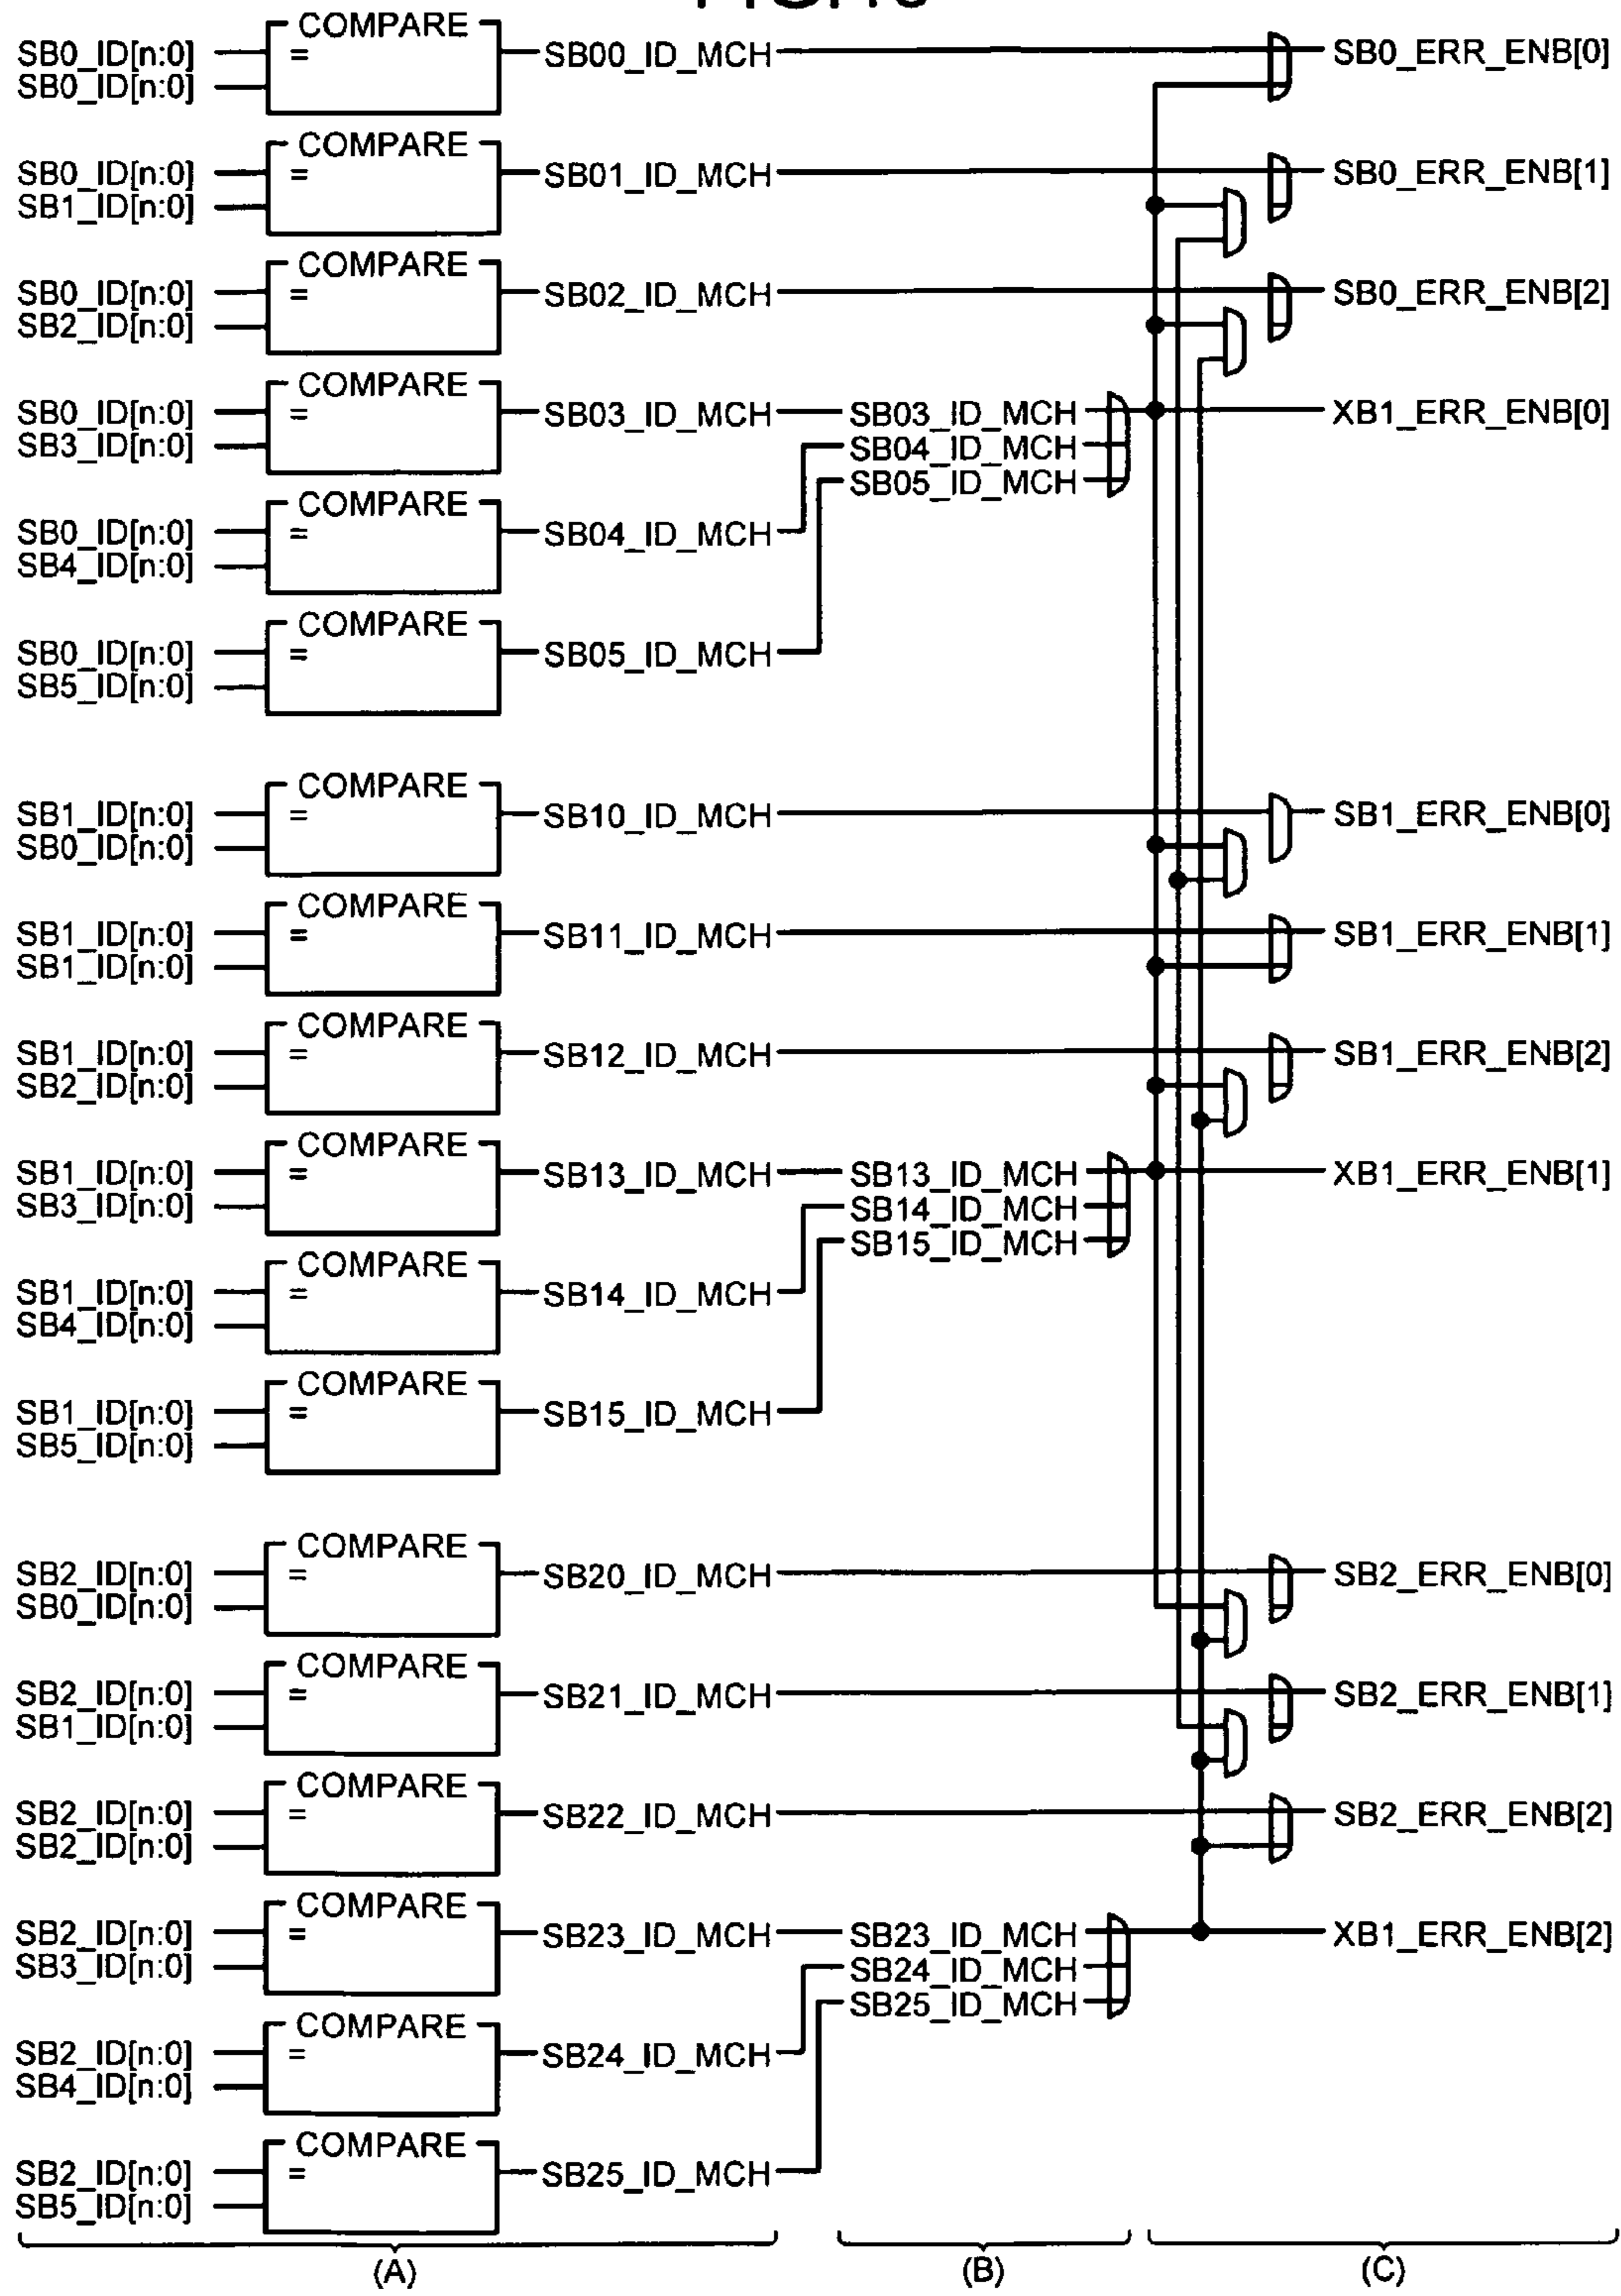 COMPARE
SB0_ID[n:0] = SB00_ID_MCH SB0_ERR_ENB[0]
SB0_ID[n:0]
COMPARE
SB0_ID[n:0] = SB01_ID_MCH SB0_ERR_ENB[1]
SB1_ID[n:0]
COMPARE
SB0_ID[n:0] = SB02_ID_MCH SB0_ERR_ENB[2]
SB2_ID[n:0]
COMPARE
SB0_ID[n:0] = SB03_ID_MCH SB03_ID_MCH XB1_ERR_ENB[0]
SB3_ID[n:0] SB04_ID_MCH
SB05_ID_MCH
COMPARE
SB0_ID[n:0] = SB04_ID_MCH
SB4_ID[n:0]
COMPARE
SB0_ID[n:0] = SB05_ID_MCH
SB5_ID[n:0]
COMPARE
SB1_ID[n:0] = SB10_ID_MCH SB1_ERR_ENB[0]
SB0_ID[n:0]
COMPARE
SB1_ID[n:0] = SB11_ID_MCH SB1_ERR_ENB[1]
SB1_ID[n:0]
COMPARE
SB1_ID[n:0] = SB12_ID_MCH SB1_ERR_ENB[2]
SB2_ID[n:0]
COMPARE
SB1_ID[n:0] = SB13_ID_MCH SB13_ID_MCH XB1_ERR_ENB[1]
SB3_ID[n:0] SB14_ID_MCH
SB15_ID_MCH
COMPARE
SB1_ID[n:0] = SB14_ID_MCH
SB4_ID[n:0]
COMPARE
SB1_ID[n:0] = SB15_ID_MCH
SB5_ID[n:0]
COMPARE
SB2_ID[n:0] = SB20_ID_MCH SB2_ERR_ENB[0]
SB0_ID[n:0]
COMPARE
SB2_ID[n:0] = SB21_ID_MCH SB2_ERR_ENB[1]
SB1_ID[n:0]
COMPARE
SB2_ID[n:0] = SB22_ID_MCH SB2_ERR_ENB[2]
SB2_ID[n:0]
COMPARE
SB2_ID[n:0] = SB23_ID_MCH SB23_ID_MCH XB1_ERR_ENB[2]
SB3_ID[n:0] SB24_ID_MCH
SB25_ID_MCH
COMPARE
SB2_ID[n:0] = SB24_ID_MCH
SB4_ID[n:0]
COMPARE
SB2_ID[n:0] = SB25_ID_MCH
SB5_ID[n:0]
(A) (B) (C)